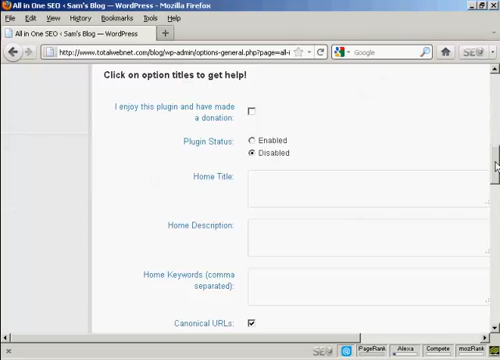 All in One SEO « Sam's Blog — WordPress - Mozilla Firefox
File Edit View History Bookmarks Tools Help
All in One SEO « Sam's Blog — WordPress
http://www.totalwebnet.com/blog/wp-admin/options-general.php?page=all-i
Google
Click on option titles to get help!
I enjoy this plugin and have made
a donation:
Plugin Status:
Enabled
Disabled
Home Title:
Home Description:
Home Keywords (comma
separated):
Canonical URLs:
SEO PageRank Alexa Compete mozRank